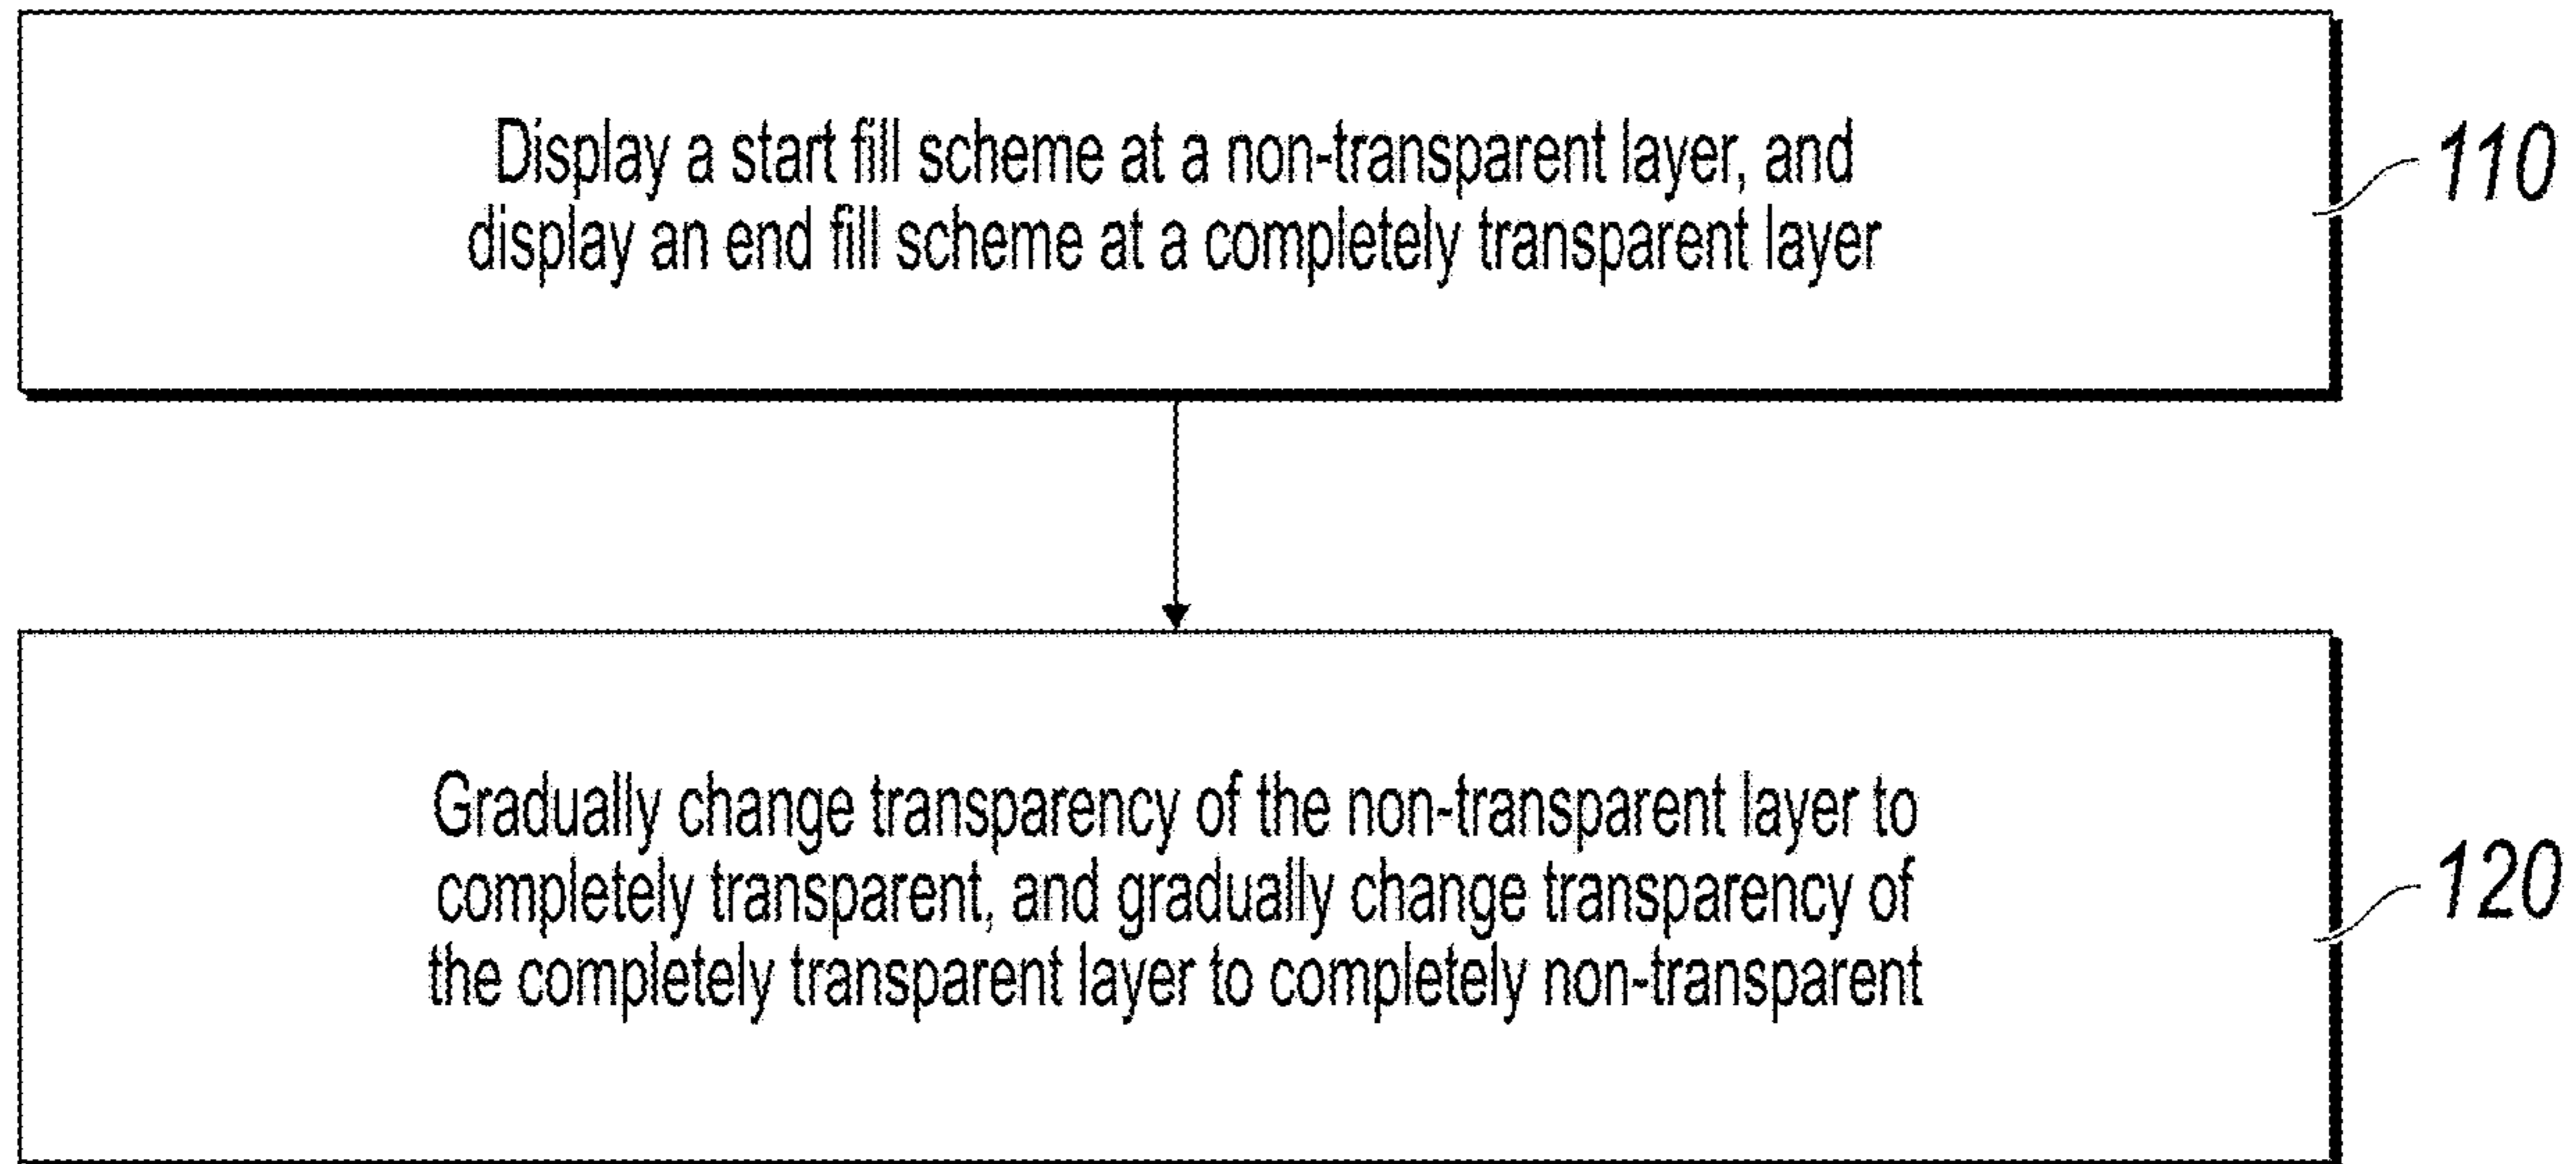 Display a start fill scheme at a non-transparent layer, and
display an end fill scheme at a completely transparent layer
110
Gradually change transparency of the non-transparent layer to
completely transparent, and gradually change transparency of
the completely transparent layer to completely non-transparent
120